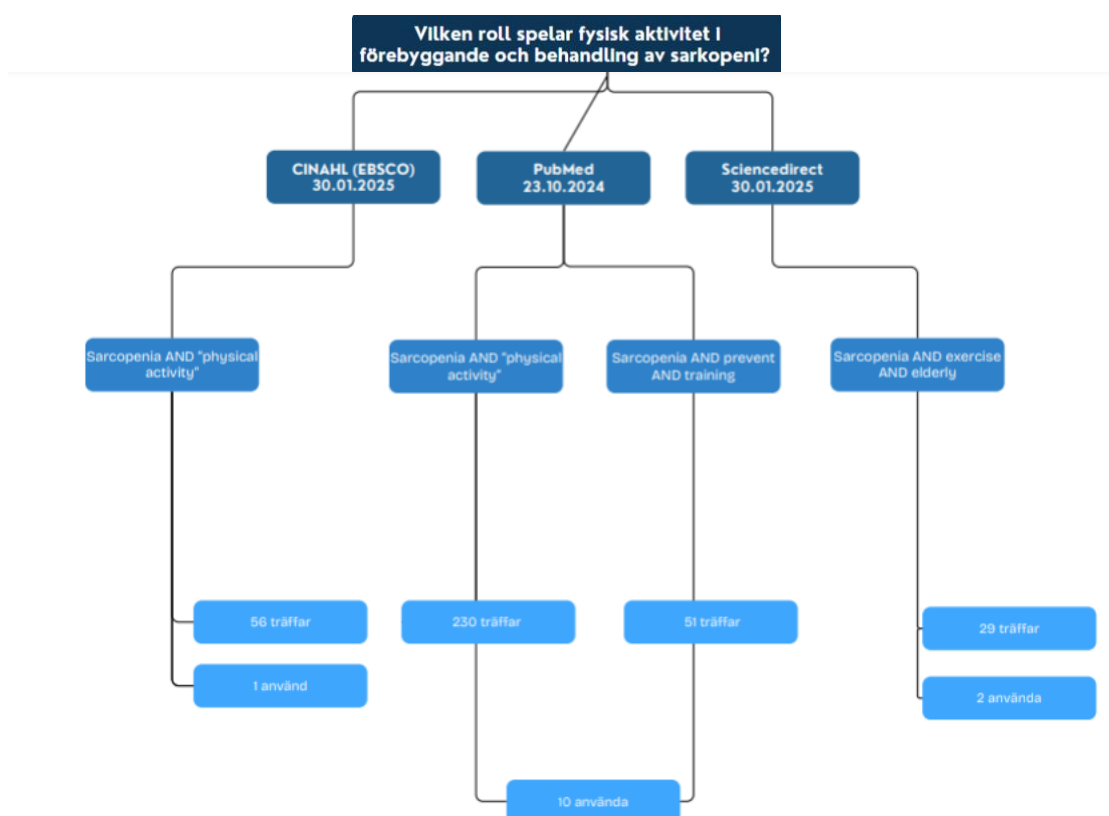 Vilken roll spelar fysisk aktivitet i
förebyggande och behandling av sarkopeni?
CINAHL (EBSCO)
30.01.2025
PubMed
23.10.2024
Sciencedirect
30.01.2025
Sarcopenia AND "physical
activity"
Sarcopenia AND "physical
activity"
Sarcopenia AND prevent
AND training
Sarcopenia AND exercise
AND elderly
56 träffar
230 träffar
51 träffar
29 träffar
1 använd
2 använda
10 använda